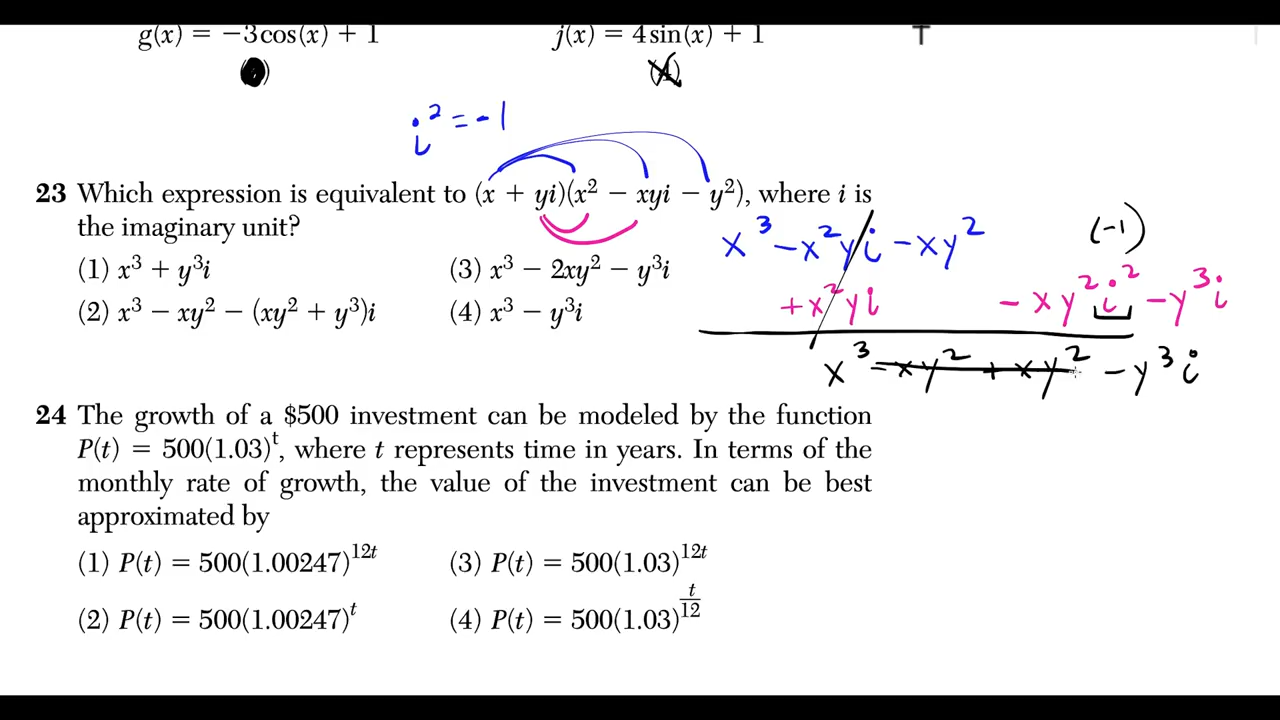 g(x) = −3cos(x) + 1
j(x) = 4sin(x) + 1
i² = -1
23 Which expression is equivalent to (x + yi)(x² − xyi − y²), where i is
the imaginary unit?
(1) x³ + y³i
(3) x³ − 2xy² − y³i
(2) x³ − xy² − (xy² + y³)i
(4) x³ − y³i
x³ − x²yi − xy²
(-1)
+x²yi − xy²i² − y³i
x³ − xy² + xy² − y³i
24 The growth of a $500 investment can be modeled by the function
P(t) = 500(1.03)ᵗ, where t represents time in years. In terms of the
monthly rate of growth, the value of the investment can be best
approximated by
(1) P(t) = 500(1.00247)¹²ᵗ
(3) P(t) = 500(1.03)¹²ᵗ
(2) P(t) = 500(1.00247)ᵗ
(4) P(t) = 500(1.03)^(t/12)